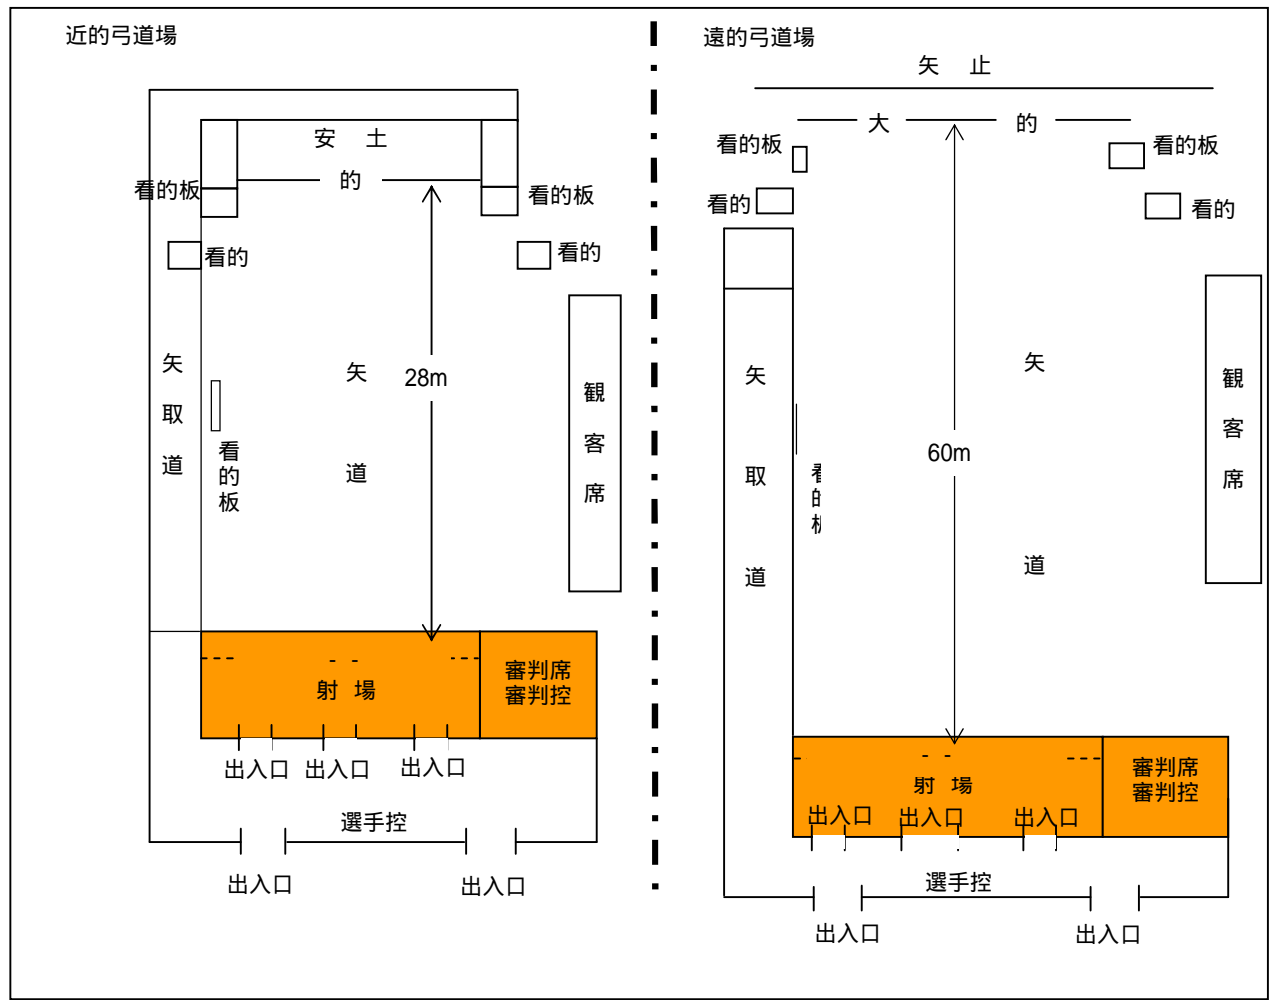 近的弓道場
安 土
的
看的板
看的板
看的
看的
矢取道
看的板
矢道
28m
観客席
射 場
審判席
審判控
出入口
出入口
出入口
選手控
出入口
出入口
遠的弓道場
矢 止
大 的
看的板
看的板
看的
看的
矢取道
看的板
矢道
60m
観客席
射 場
審判席
審判控
出入口
出入口
出入口
選手控
出入口
出入口